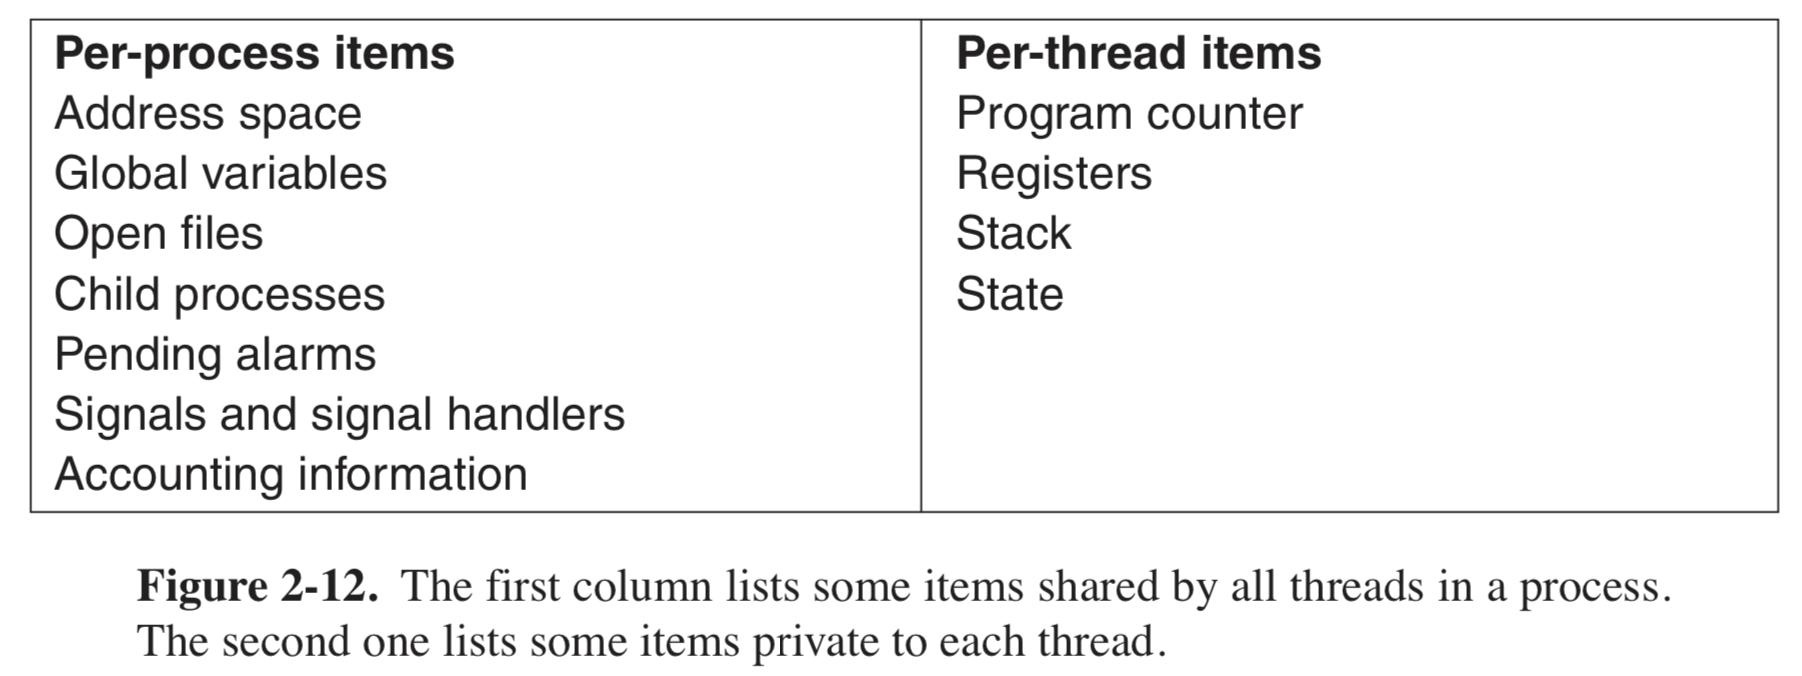 Per-process items
Address space
Global variables
Open files
Child processes
Pending alarms
Signals and signal handlers
Accounting information
Per-thread items
Program counter
Registers
Stack
State
Figure 2-12. The first column lists some items shared by all threads in a process.
The second one lists some items private to each thread.